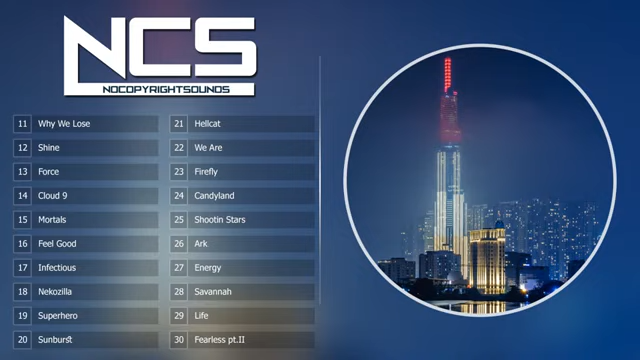 NCS
NOCOPYRIGHTSOUNDS
11 Why We Lose
12 Shine
13 Force
14 Cloud 9
15 Mortals
16 Feel Good
17 Infectious
18 Nekozilla
19 Superhero
20 Sunburst
21 Hellcat
22 We Are
23 Firefly
24 Candyland
25 Shootin Stars
26 Ark
27 Energy
28 Savannah
29 Life
30 Fearless pt.II